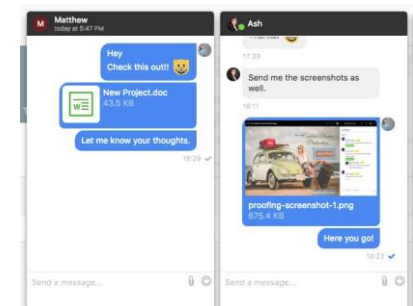 M
Matthew
today at 5:47 PM
Hey
Check this out!!
New Project.doc
43.5 KB
Let me know your thoughts.
18:29
Send a message...
Ash
17:39
Send me the screenshots as
well.
18:11
proofing-screenshot-1.png
675.4 KB
Here you go!
18:23
Send a message...